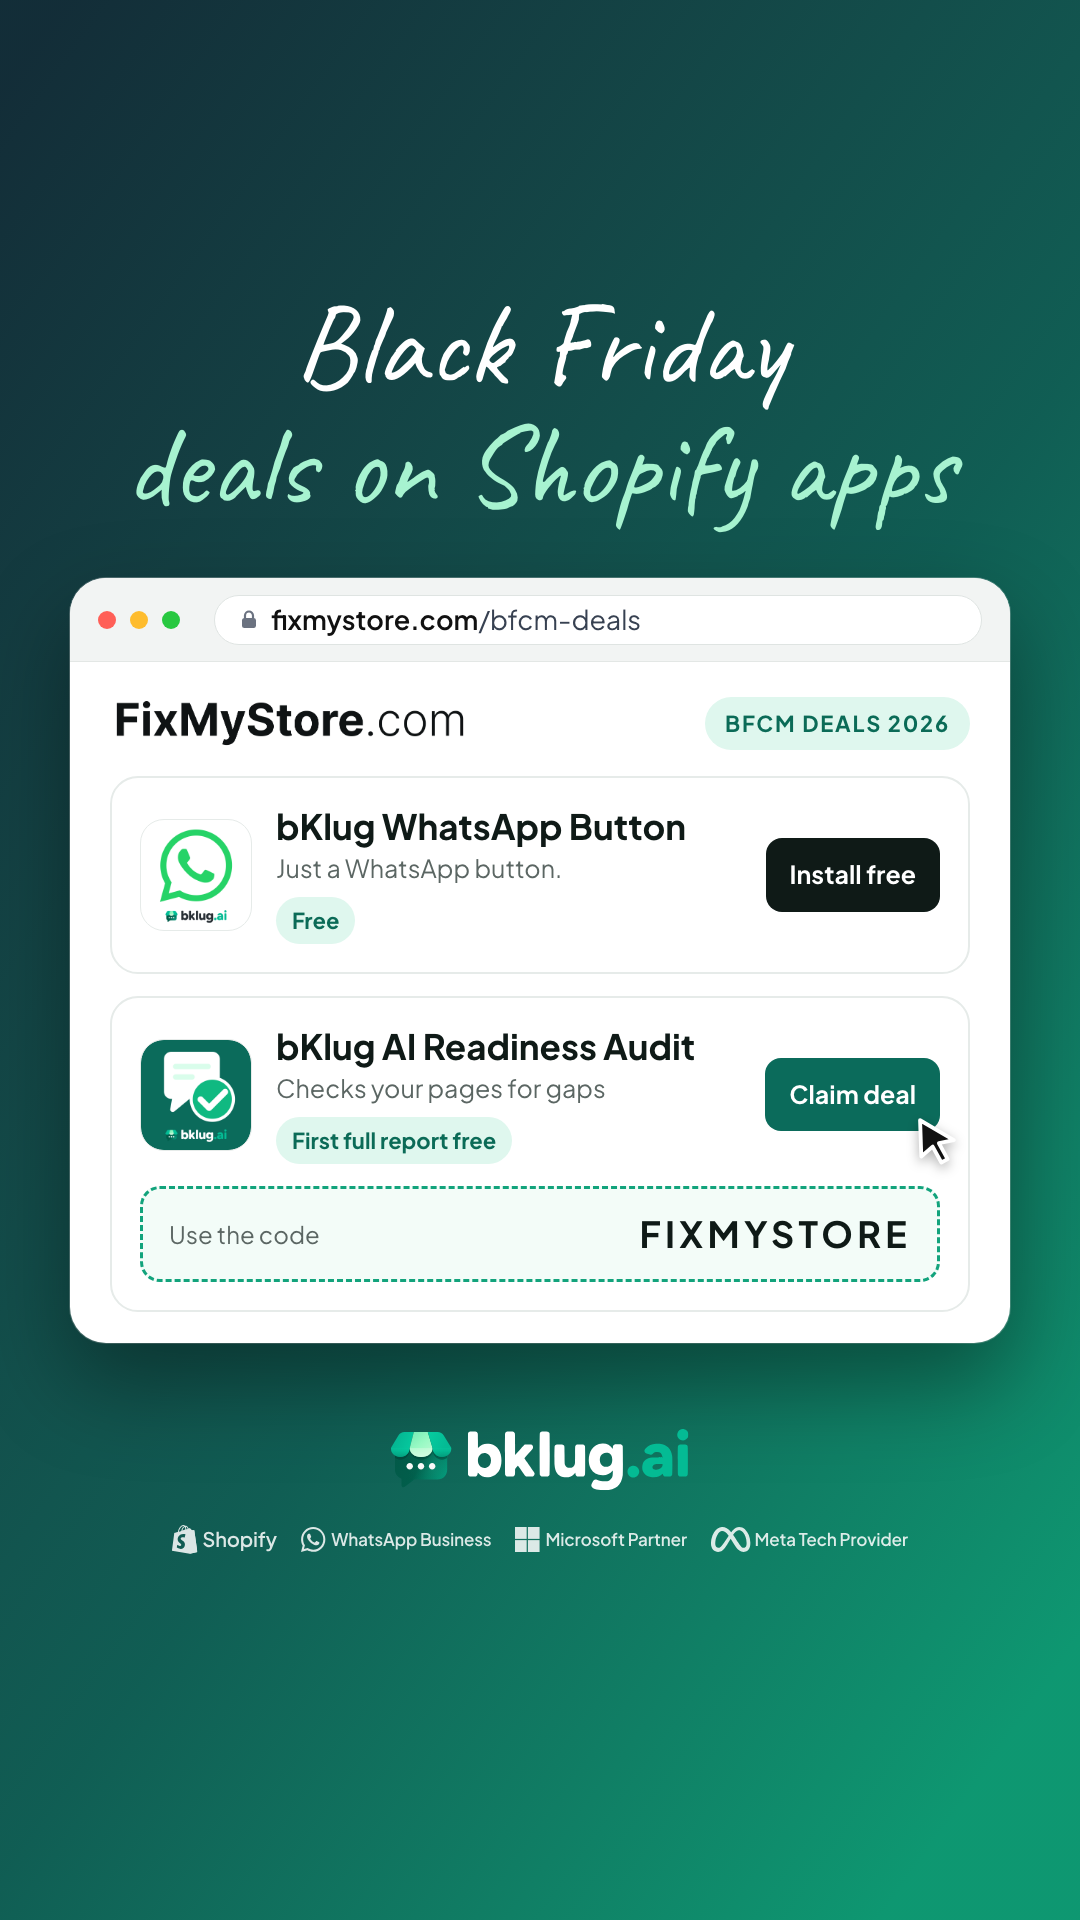 Black Friday
deals on Shopify apps
fixmystore.com/bfcm-deals
FixMyStore.com
BFCM DEALS 2026
bKlug WhatsApp Button
Just a WhatsApp button.
Free
Install free
bklug.ai
bKlug AI Readiness Audit
Checks your pages for gaps
First full report free
Claim deal
bklug.ai
Use the code
FIXMYSTORE
bklug.ai
Shopify
WhatsApp Business
Microsoft Partner
Meta Tech Provider